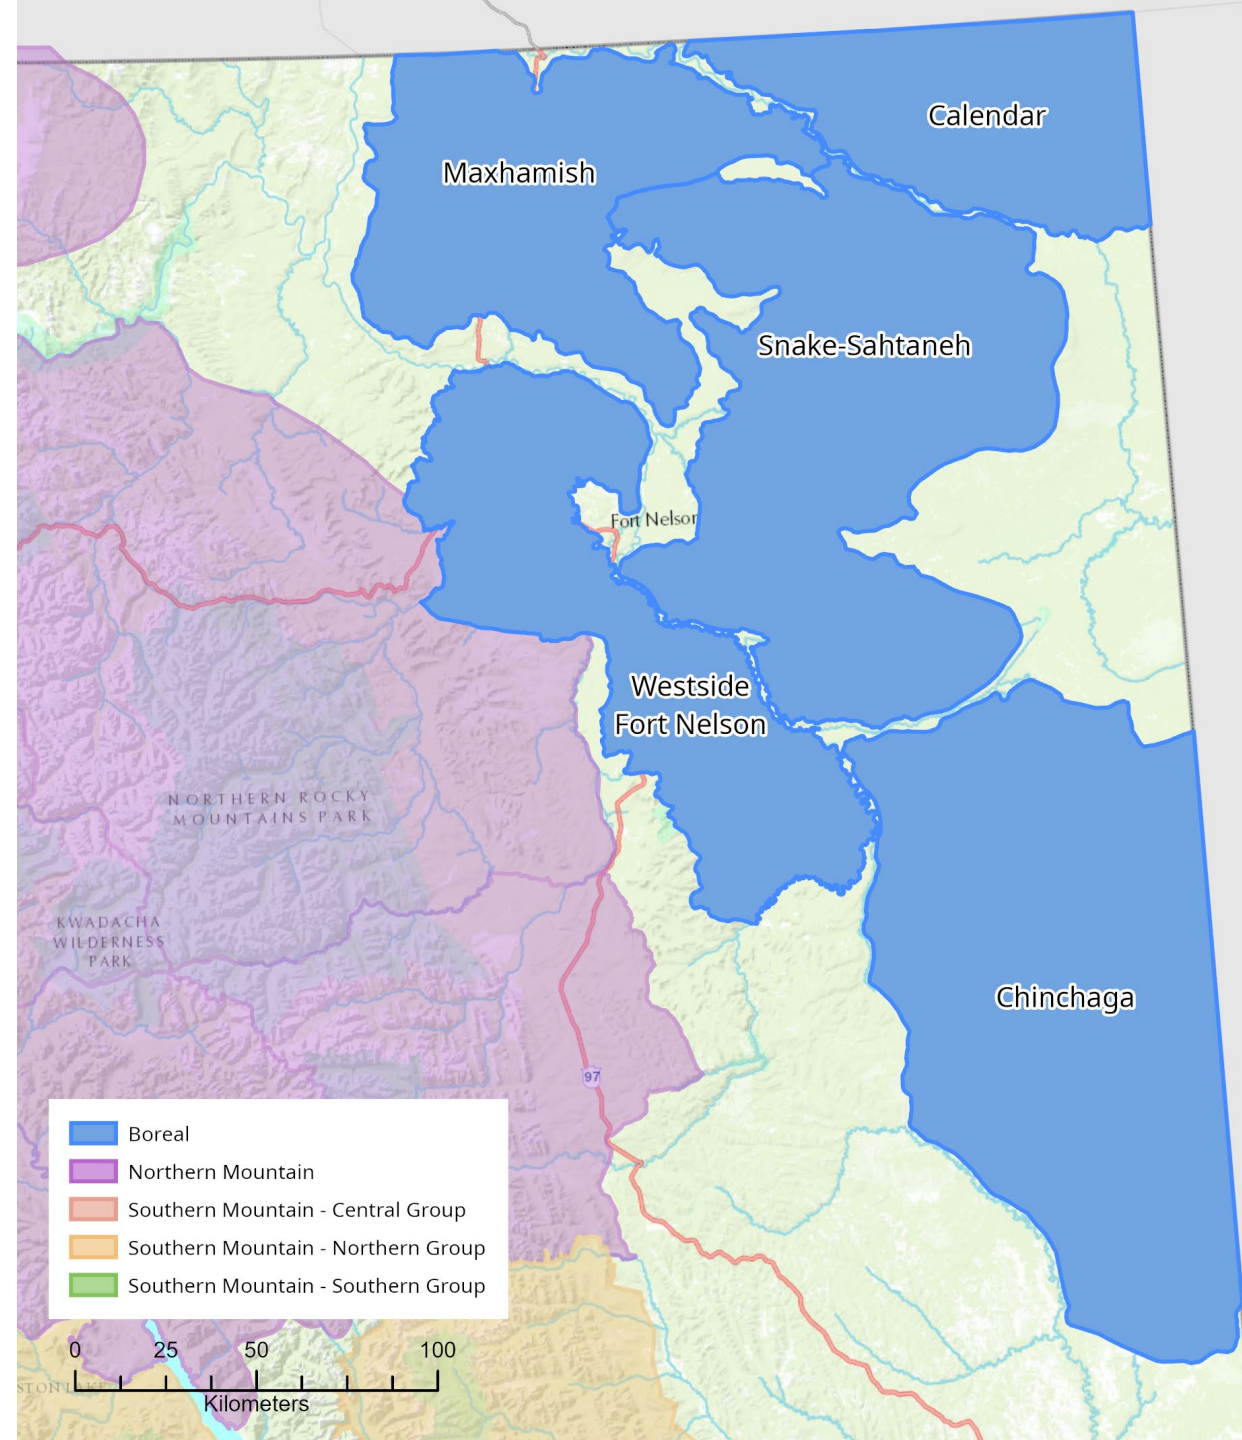 Calendar
Maxhamish
Snake-Sahtaneh
Fort Nelson
Westside
Fort Nelson
NORTHERN ROCKY
MOUNTAINS PARK
KWADACHA
WILDERNESS
PARK
Chinchaga
97
Boreal
Northern Mountain
Southern Mountain - Central Group
Southern Mountain - Northern Group
Southern Mountain - Southern Group
0 25 50 100
Kilometers